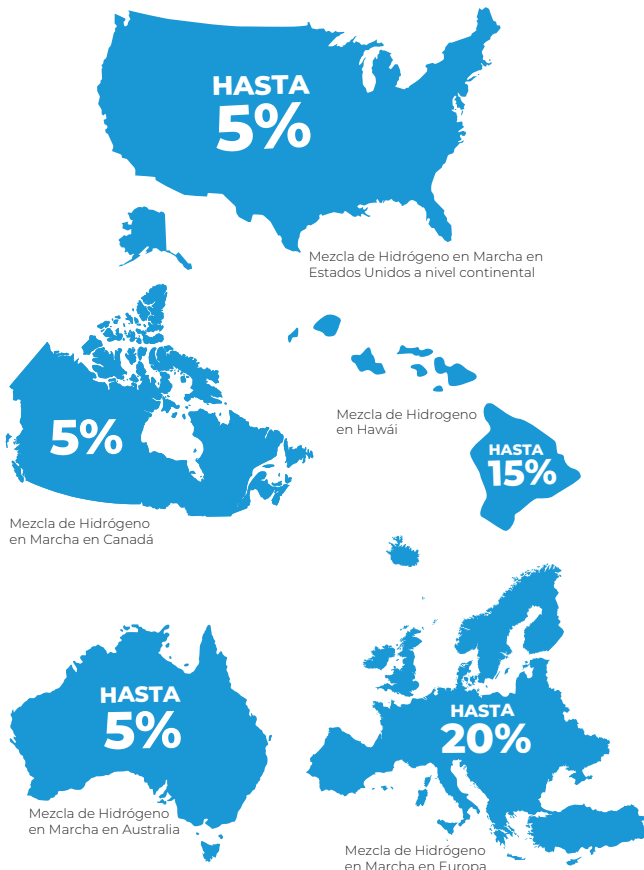 HASTA
5%
Mezcla de Hidrógeno en Marcha en
Estados Unidos a nivel continental
5%
Mezcla de Hidrógeno
en Marcha en Canadá
Mezcla de Hidrogeno
en Hawái
HASTA
15%
HASTA
5%
Mezcla de Hidrógeno
en Marcha en Australia
HASTA
20%
Mezcla de Hidrógeno
en Marcha en Europa